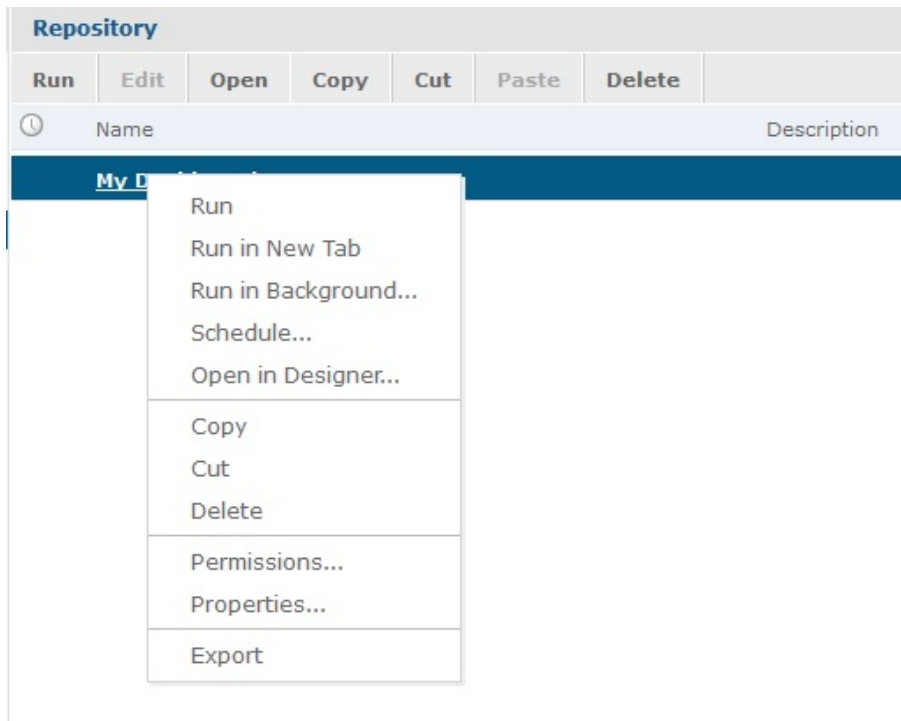 Repository
Run Edit Open Copy Cut Paste Delete
Name Description
My
Run
Run in New Tab
Run in Background...
Schedule...
Open in Designer...
Copy
Cut
Delete
Permissions...
Properties...
Export